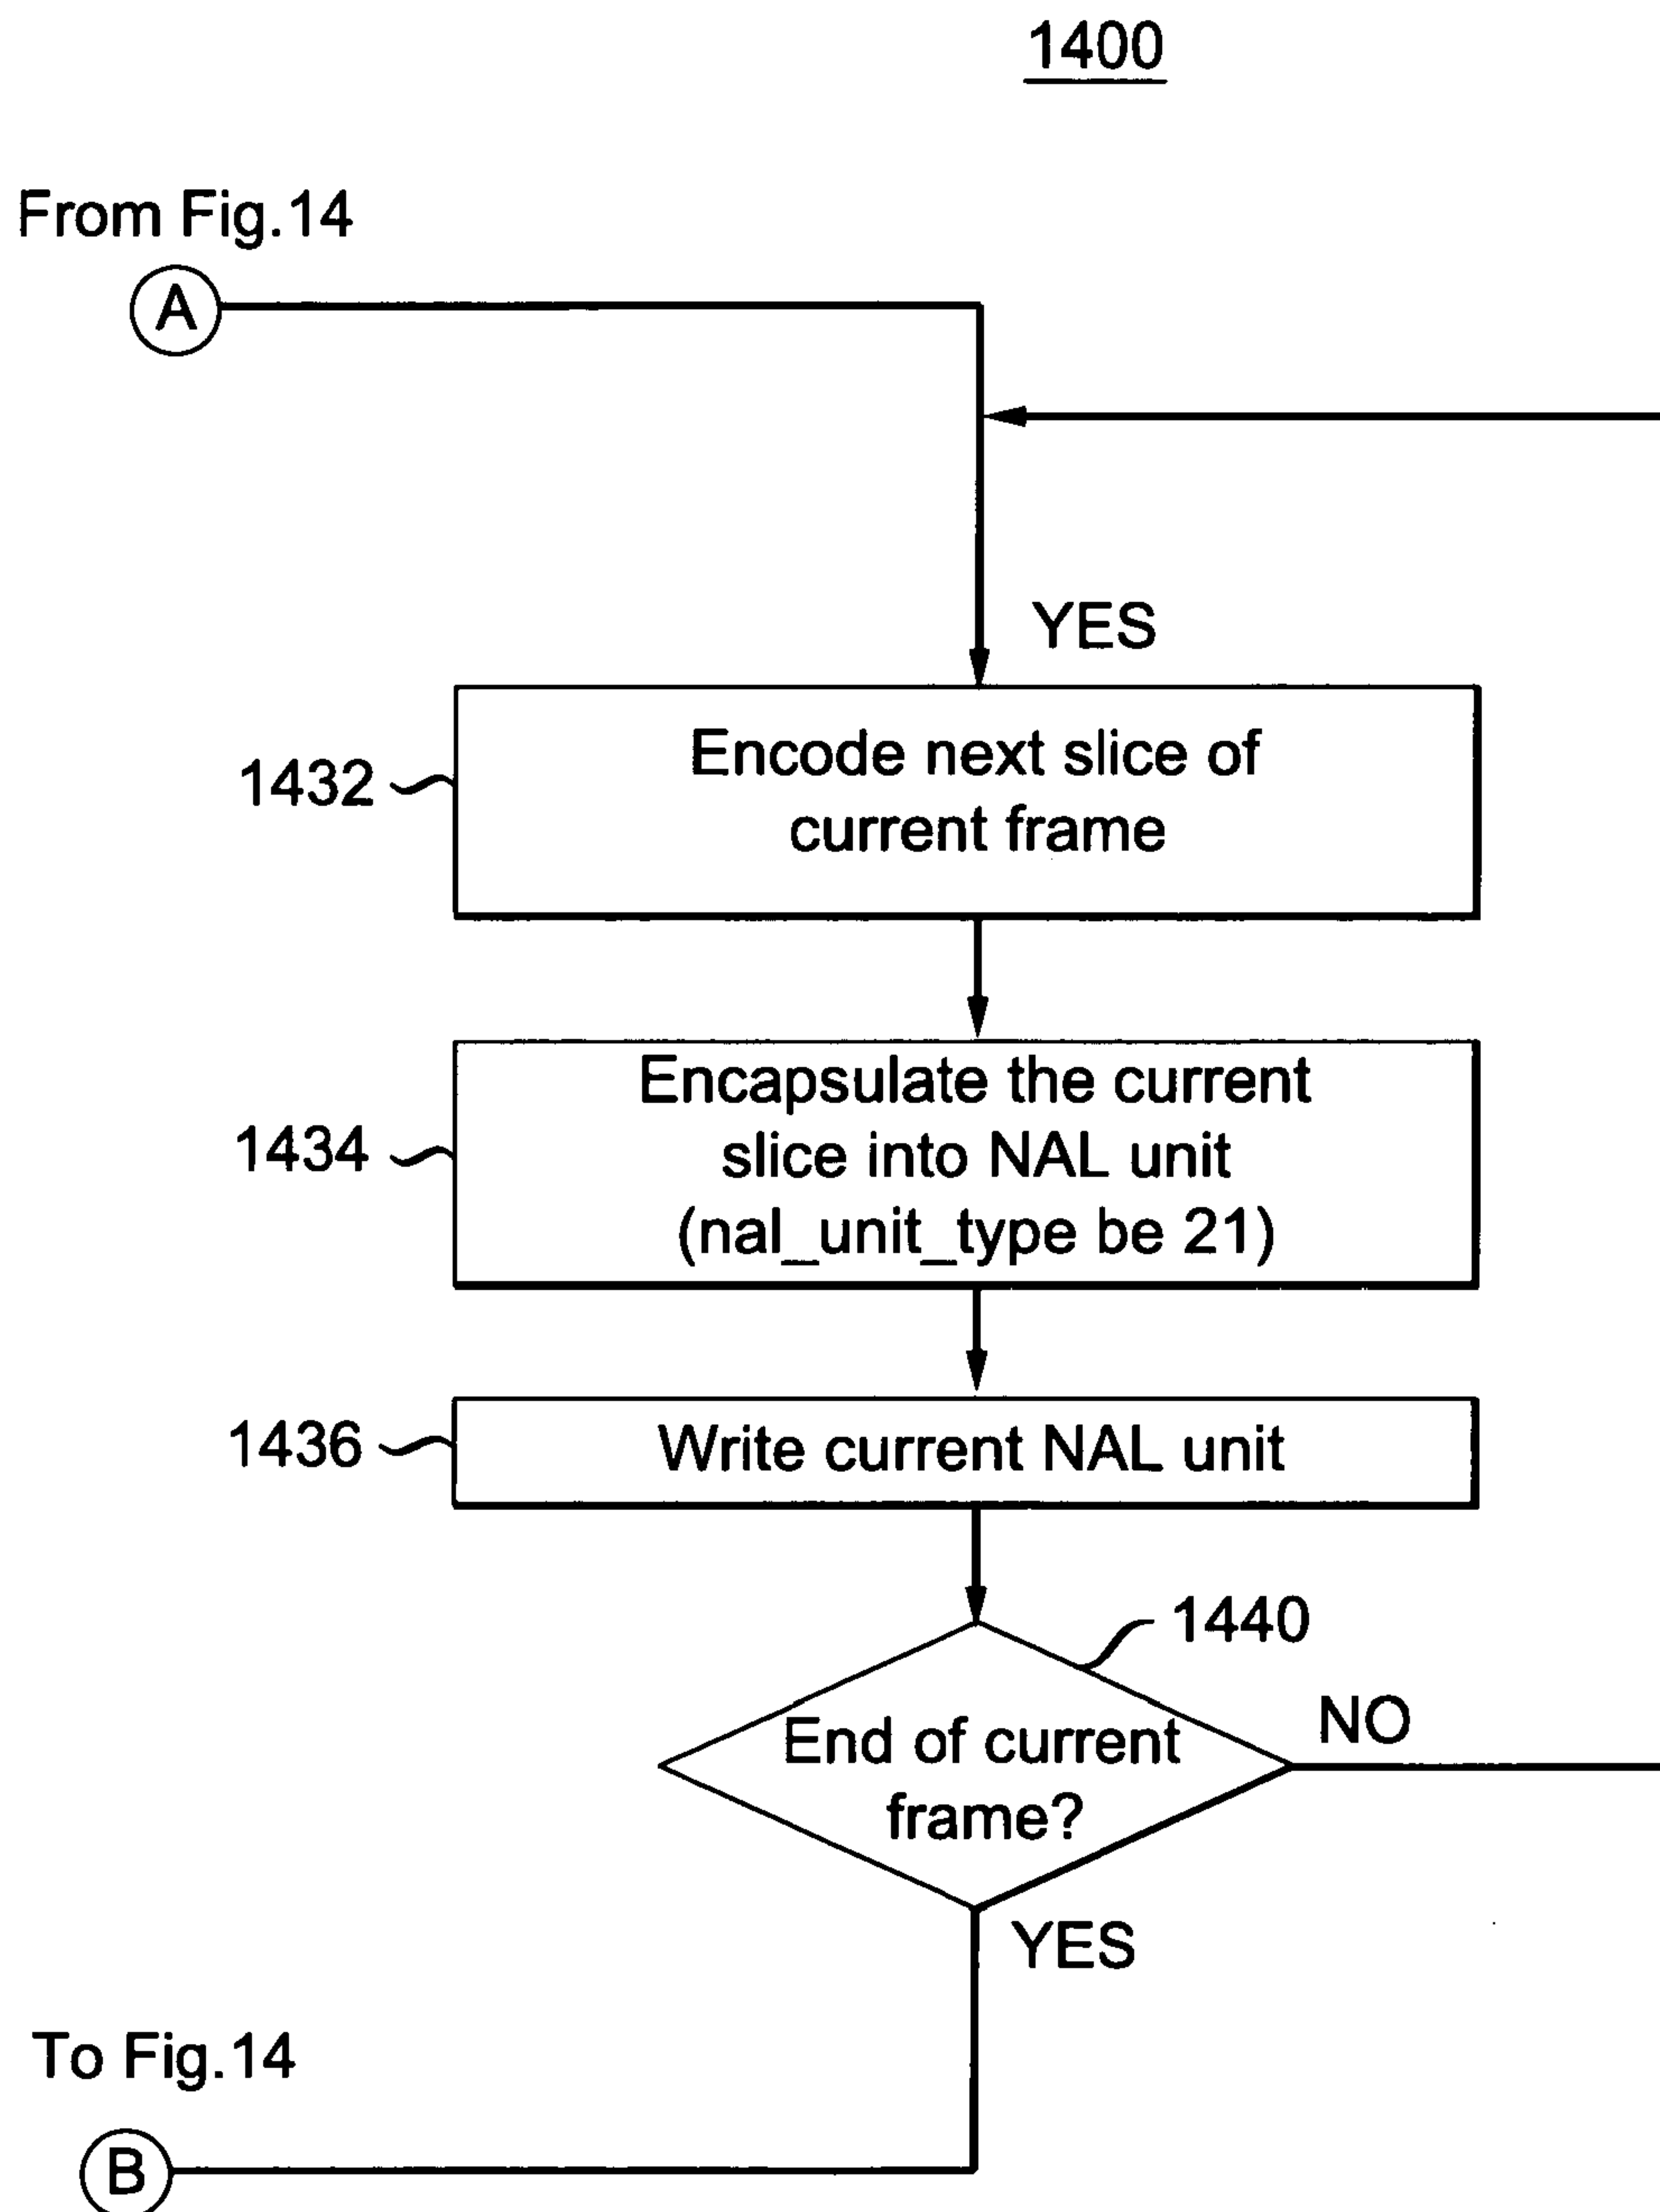 1400
From Fig.14
A
YES
1432
Encode next slice of
current frame
1434
Encapsulate the current
slice into NAL unit
(nal_unit_type be 21)
1436
Write current NAL unit
1440
End of current
frame?
NO
YES
To Fig.14
B